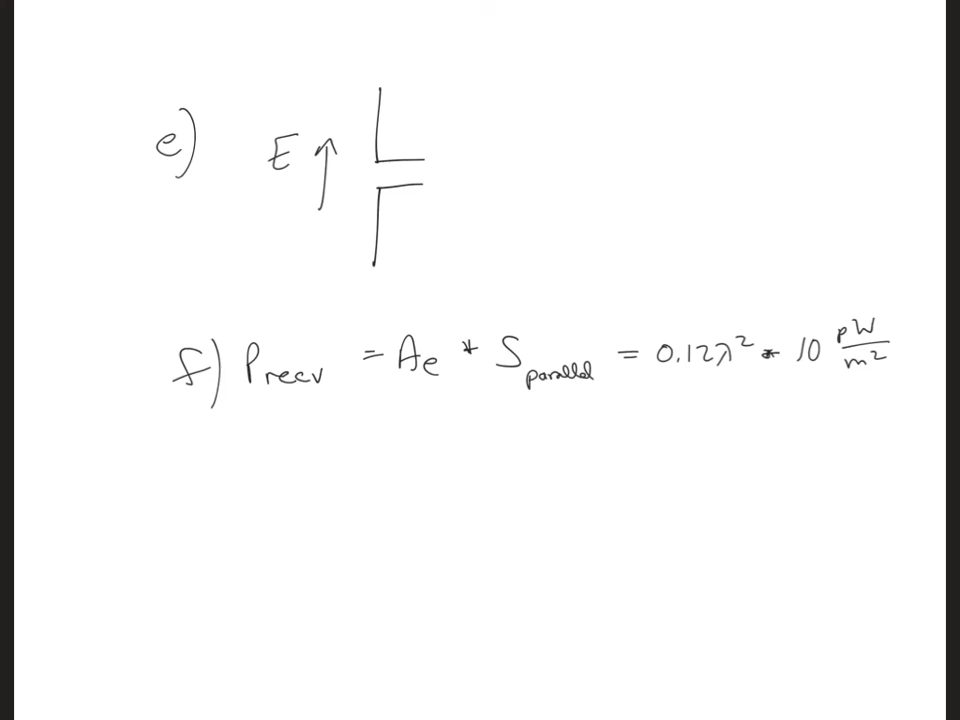 e) E ↑
f) Precv = Ae * Sparallel = 0.12λ² * 10 pW/m²